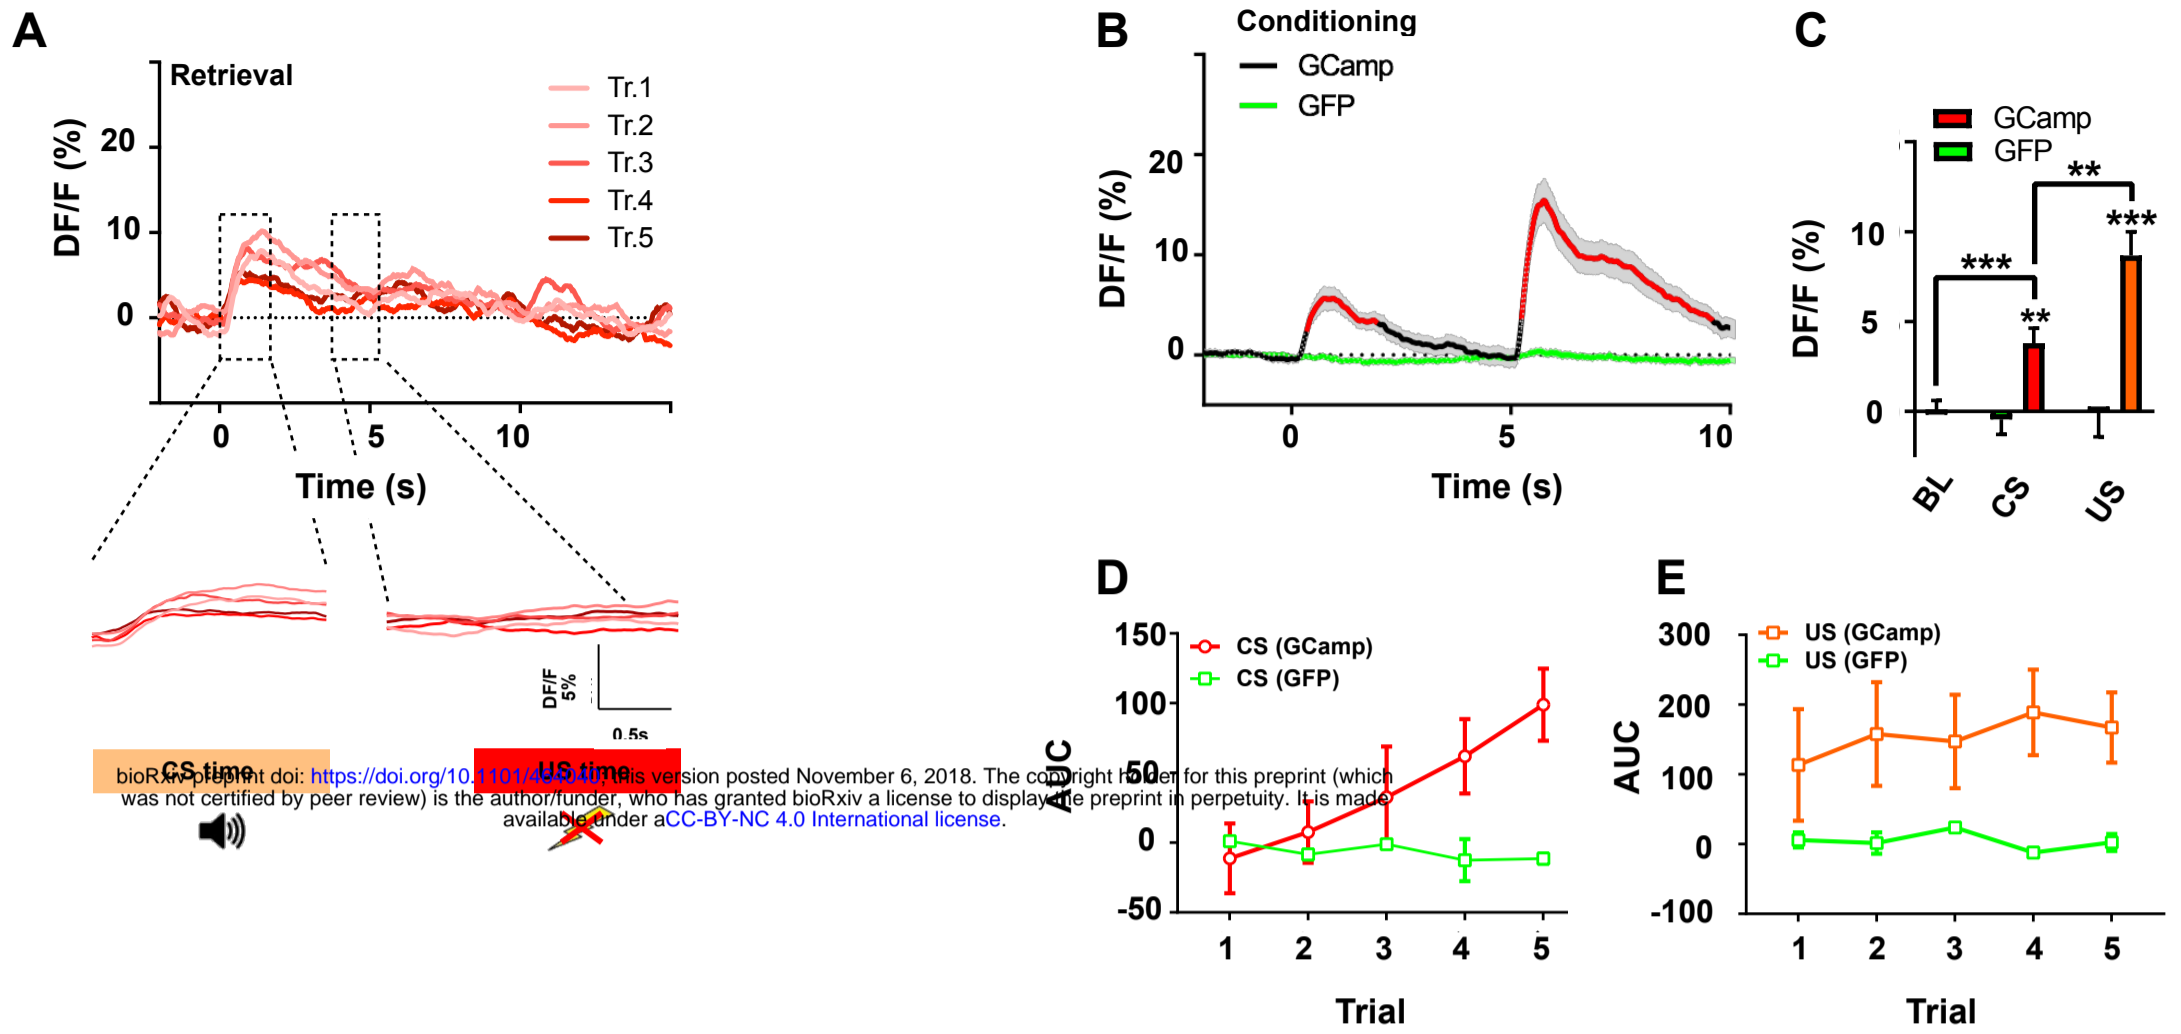 A
Retrieval
Tr.1
Tr.2
Tr.3
Tr.4
Tr.5
DF/F (%)
20
10
0
0 5 10
Time (s)
DF/F
5%
0.5s
CS time
US time
B
Conditioning
GCamp
GFP
DF/F (%)
20
10
0
0 5 10
Time (s)
C
GCamp
GFP
DF/F (%)
10
5
0
***
**
**
***
BL CS US
D
CS (GCamp)
CS (GFP)
AUC
150
100
50
0
-50
1 2 3 4 5
Trial
E
US (GCamp)
US (GFP)
AUC
300
200
100
0
-100
1 2 3 4 5
Trial
bioRxiv preprint doi: https://doi.org/10.1101/464040; this version posted November 6, 2018. The copyright holder for this preprint (which
was not certified by peer review) is the author/funder, who has granted bioRxiv a license to display the preprint in perpetuity. It is made
available under aCC-BY-NC 4.0 International license.